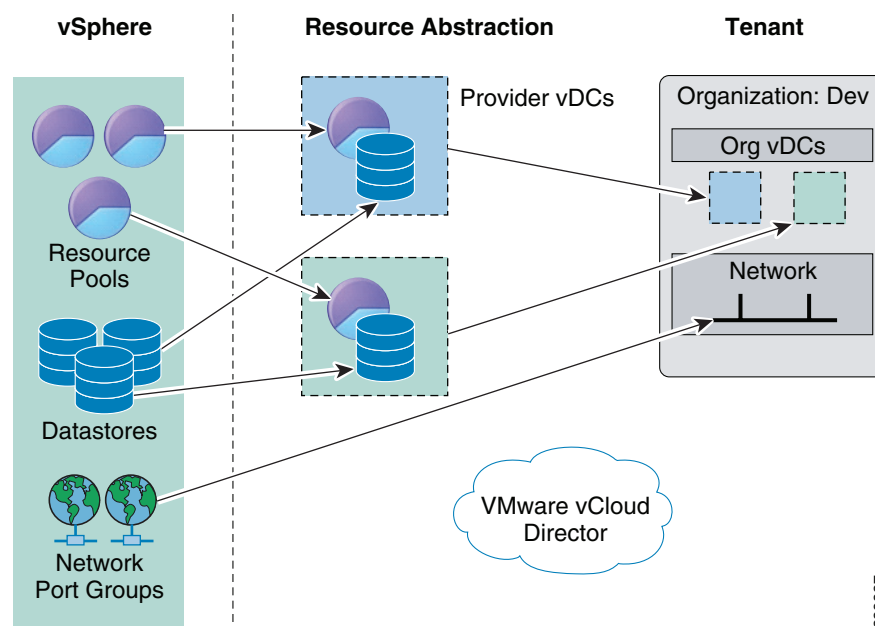 vSphere
Resource Abstraction
Tenant
Provider vDCs
Organization: Dev
Org vDCs
Resource
Pools
Network
Datastores
VMware vCloud
Director
Network
Port Groups